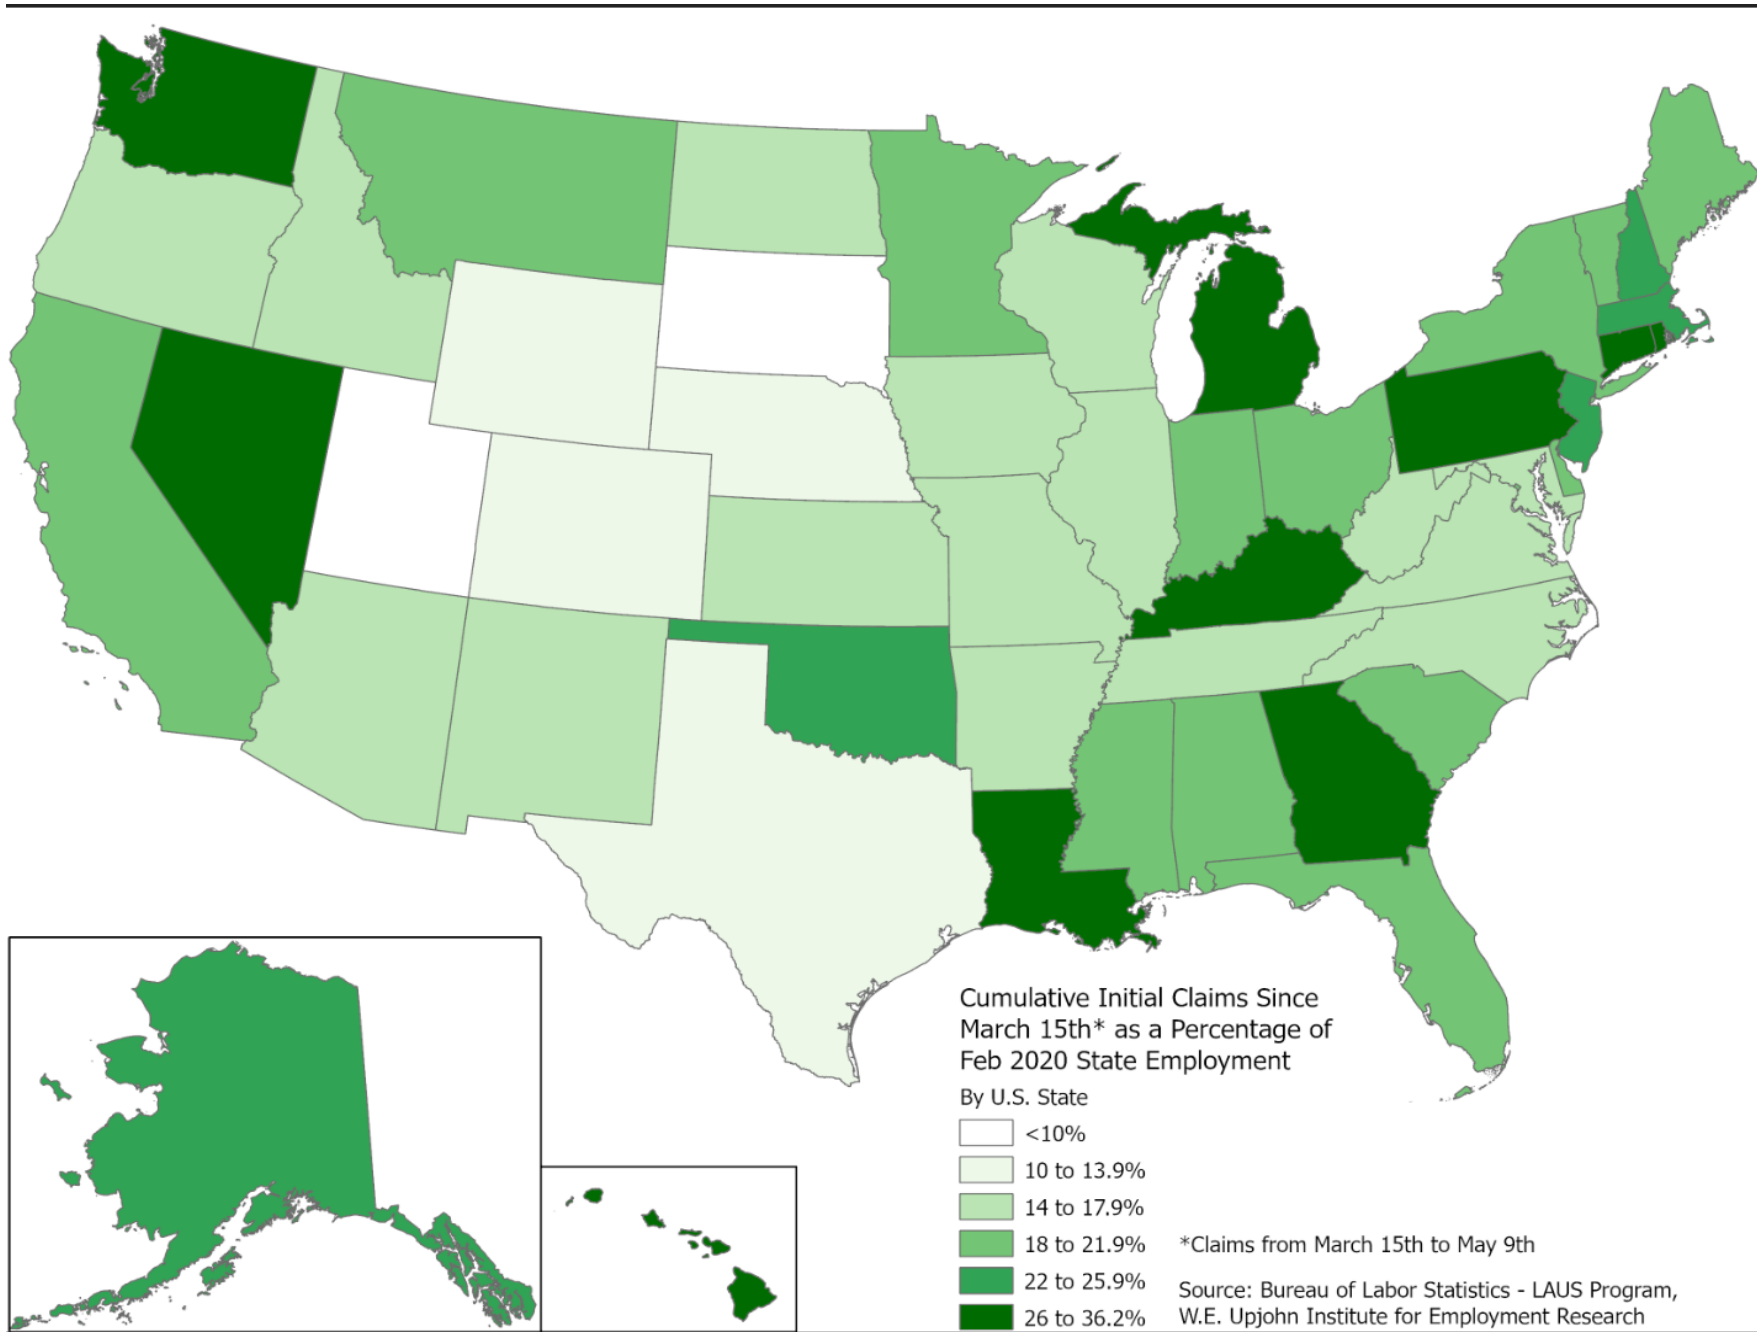 Cumulative Initial Claims Since
March 15th* as a Percentage of
Feb 2020 State Employment
By U.S. State
<10%
10 to 13.9%
14 to 17.9%
18 to 21.9%
22 to 25.9%
26 to 36.2%
*Claims from March 15th to May 9th
Source: Bureau of Labor Statistics - LAUS Program,
W.E. Upjohn Institute for Employment Research